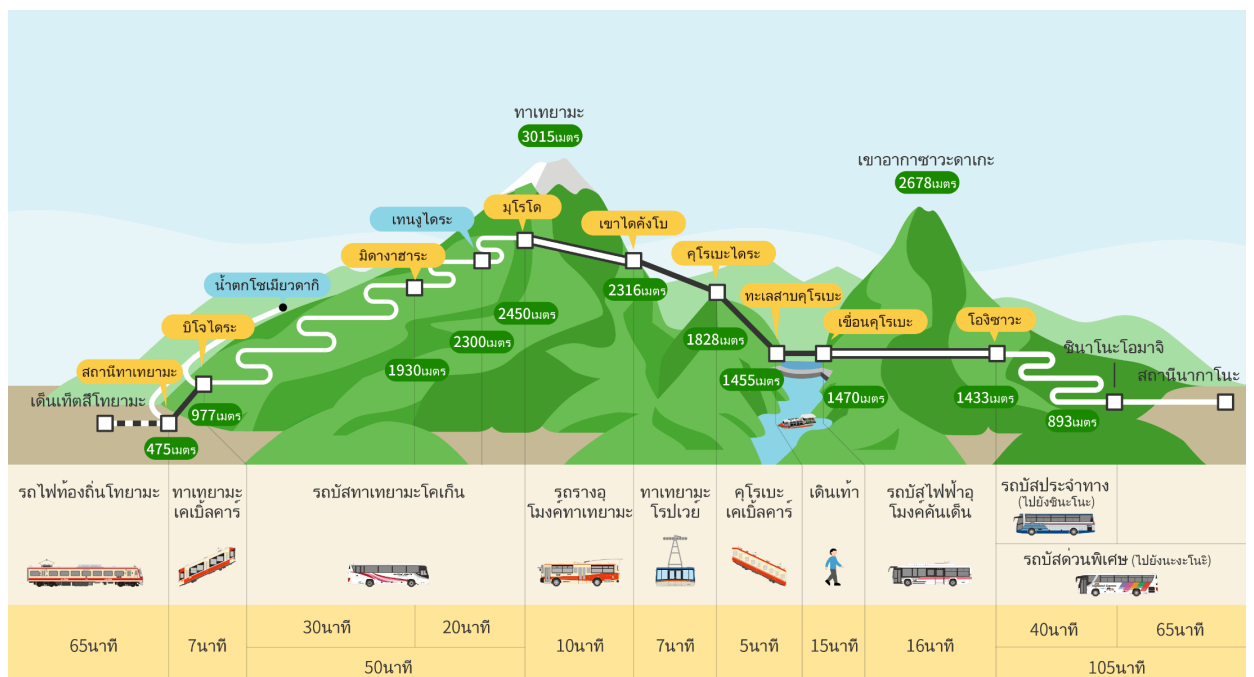 ทาเทยามะ
3015เมตร
เขาอากาซาวะดาเกะ
2678เมตร
มุโรโด
เทนงูไดระ
เขาไดคังโบ
มิดางาฮาระ
คุโรเบะไดระ
น้ำตกโชเมียวดากิ
2316เมตร
ทะเลสาบคุโรเบะ
2450เมตร
บิโจไดระ
เขื่อนคุโรเบะ
โองิซาวะ
2300เมตร
1828เมตร
ชินาโนะโอมาจิ
สถานีทาเทยามะ
1930เมตร
1455เมตร
สถานีนากาโนะ
เด็นเท็ตสึโทยามะ
1470เมตร
1433เมตร
977เมตร
893เมตร
475เมตร
รถไฟท้องถิ่นโทยามะ
ทาเทยามะ
เคเบิ้ลคาร์
รถบัสทาเทยามะโคเก็น
รถรางอุ
โมงค์ทาเทยามะ
ทาเทยามะ
โรปเวย์
คุโรเบะ
เคเบิ้ลคาร์
เดินเท้า
รถบัสไฟฟ้าอุ
โมงค์คันเด็น
รถบัสประจำทาง
(ไปยังชินะโนะ)
รถบัสด่วนพิเศษ (ไปยังนะงะโนะ)
65นาที
7นาที
30นาที
20นาที
50นาที
10นาที
7นาที
5นาที
15นาที
16นาที
40นาที
65นาที
105นาที